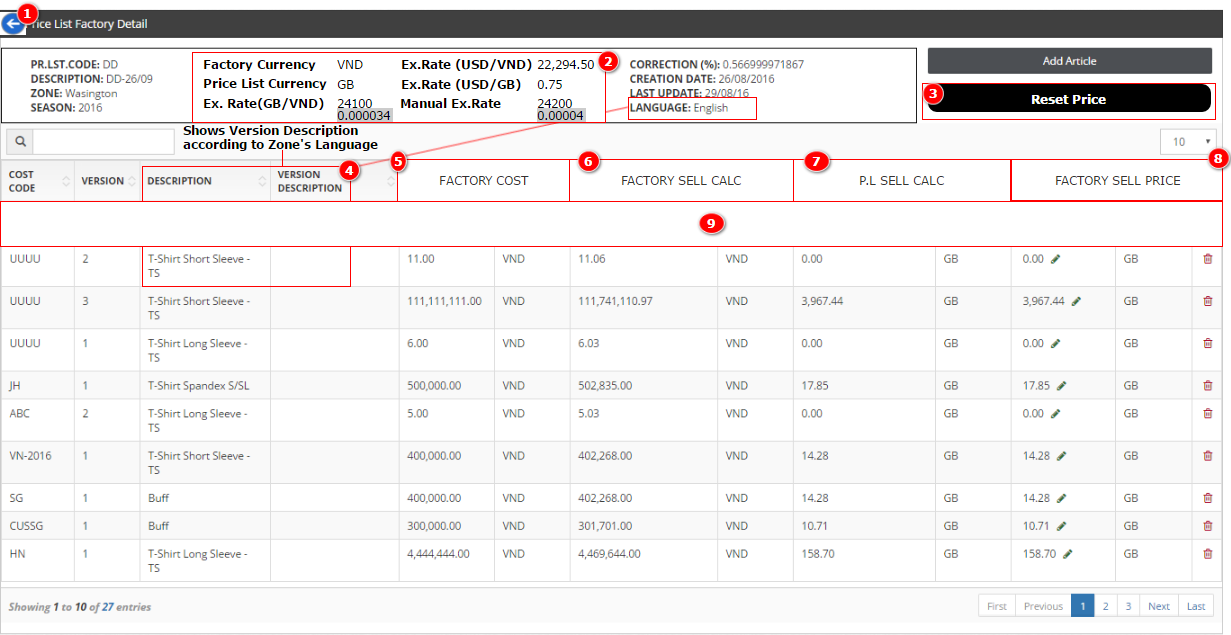 1
rice List Factory Detail
PR.LST.CODE: DD
DESCRIPTION: DD-26/09
ZONE: Wasington
SEASON: 2016
Factory Currency VND Ex.Rate (USD/VND) 22,294.50
Price List Currency GB Ex.Rate (USD/GB) 0.75
Ex. Rate(GB/VND) 24100 Manual Ex.Rate 24200
0.000034 0.00004
2
CORRECTION (%): 0.566999971867
CREATION DATE: 26/08/2016
LAST UPDATE: 29/08/16
LANGUAGE: English
Add Article
3
Reset Price
Shows Version Description
according to Zone's Language
10
4 5 6 7 8
COST CODE VERSION DESCRIPTION VERSION DESCRIPTION FACTORY COST FACTORY SELL CALC P.L SELL CALC FACTORY SELL PRICE
9
UUUU 2 T-Shirt Short Sleeve - 11.00 VND 11.06 VND 0.00 GB 0.00 GB
TS
UUUU 3 T-Shirt Short Sleeve - 111,111,111.00 VND 111,741,110.97 VND 3,967.44 GB 3,967.44 GB
TS
UUUU 1 T-Shirt Long Sleeve - 6.00 VND 6.03 VND 0.00 GB 0.00 GB
TS
JH 1 T-Shirt Spandex S/SL 500,000.00 VND 502,835.00 VND 17.85 GB 17.85 GB
ABC 2 T-Shirt Long Sleeve - 5.00 VND 5.03 VND 0.00 GB 0.00 GB
TS
VN-2016 1 T-Shirt Short Sleeve - 400,000.00 VND 402,268.00 VND 14.28 GB 14.28 GB
TS
SG 1 Buff 400,000.00 VND 402,268.00 VND 14.28 GB 14.28 GB
CUSSG 1 Buff 300,000.00 VND 301,701.00 VND 10.71 GB 10.71 GB
HN 1 T-Shirt Long Sleeve - 4,444,444.00 VND 4,469,644.00 VND 158.70 GB 158.70 GB
TS
Showing 1 to 10 of 27 entries
First Previous 1 2 3 Next Last